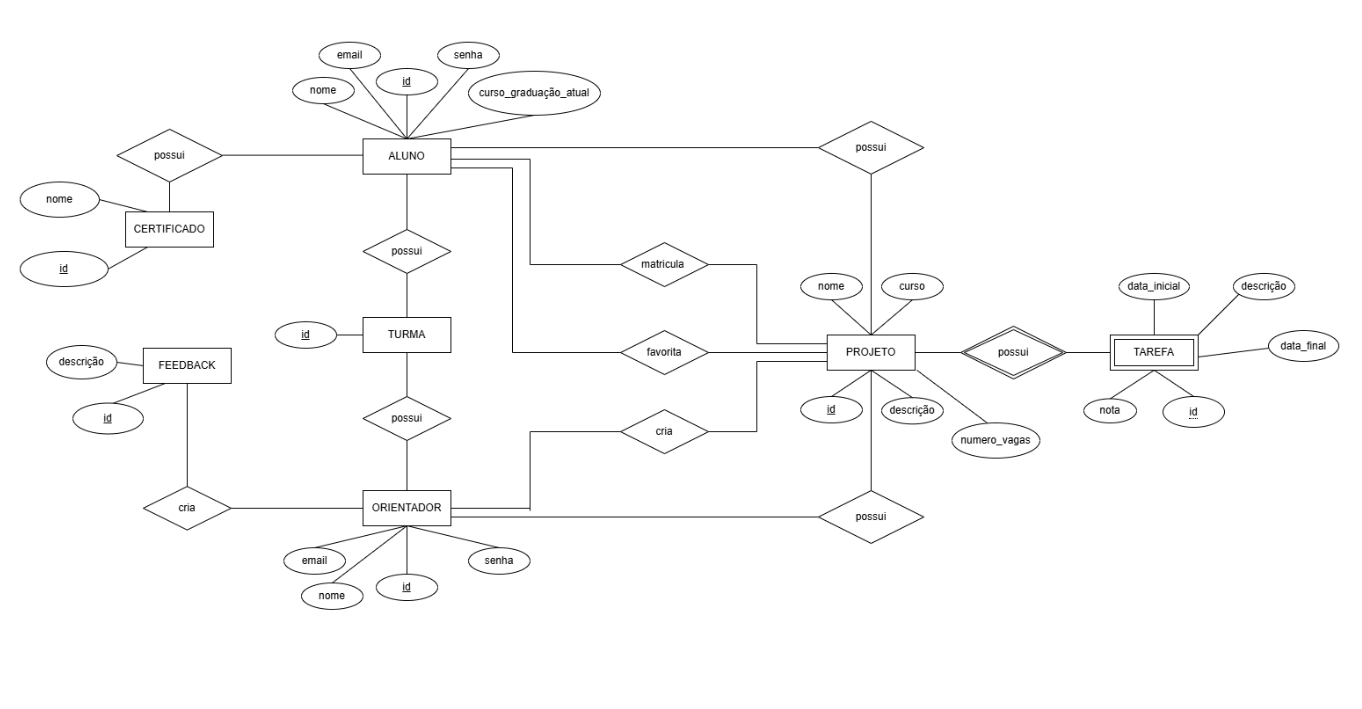 email
senha
id
nome
curso_graduação_atual
possui
ALUNO
possui
nome
CERTIFICADO
id
possui
matricula
nome
curso
data_inicial
descrição
id
TURMA
favorita
PROJETO
possui
TAREFA
data_final
descrição
FEEDBACK
id
possui
cria
id
descrição
numero_vagas
nota
id
cria
ORIENTADOR
possui
email
nome
id
senha